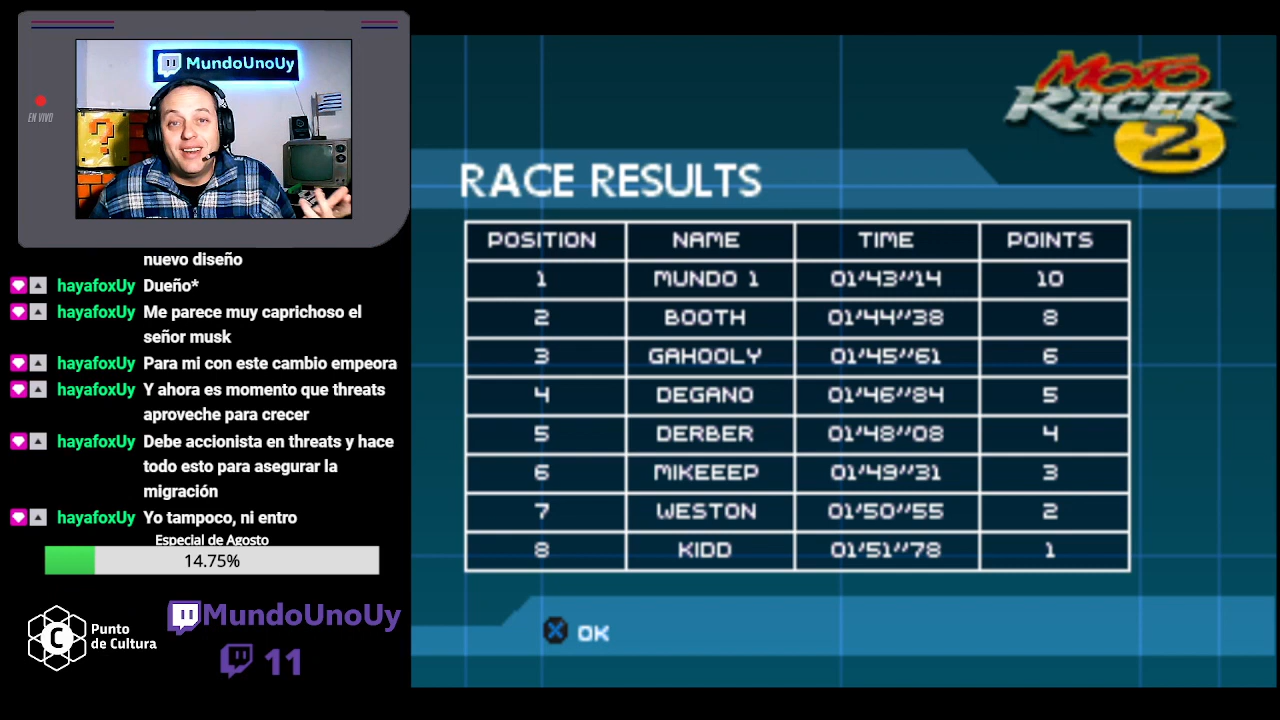 MundoUnoUy
EN VIVO
?
nuevo diseño
hayafoxUy Dueño*
hayafoxUy Me parece muy caprichoso el
señor musk
hayafoxUy Para mi con este cambio empeora
hayafoxUy Y ahora es momento que threats
aproveche para crecer
hayafoxUy Debe accionista en threats y hace
todo esto para asegurar la
migración
hayafoxUy Yo tampoco, ni entro
Especial de Agosto
14.75%
C Punto
de Cultura
MundoUnoUy
11
MOTO
RACER
2
RACE RESULTS
POSITION NAME TIME POINTS
1 MUNDO 1 01'43''14 10
2 BOOTH 01'44''38 8
3 GAHOOLY 01'45''61 6
4 DEGANO 01'46''84 5
5 DERBER 01'48''08 4
6 MIKEEEP 01'49''31 3
7 WESTON 01'50''55 2
8 KIDD 01'51''78 1
OK